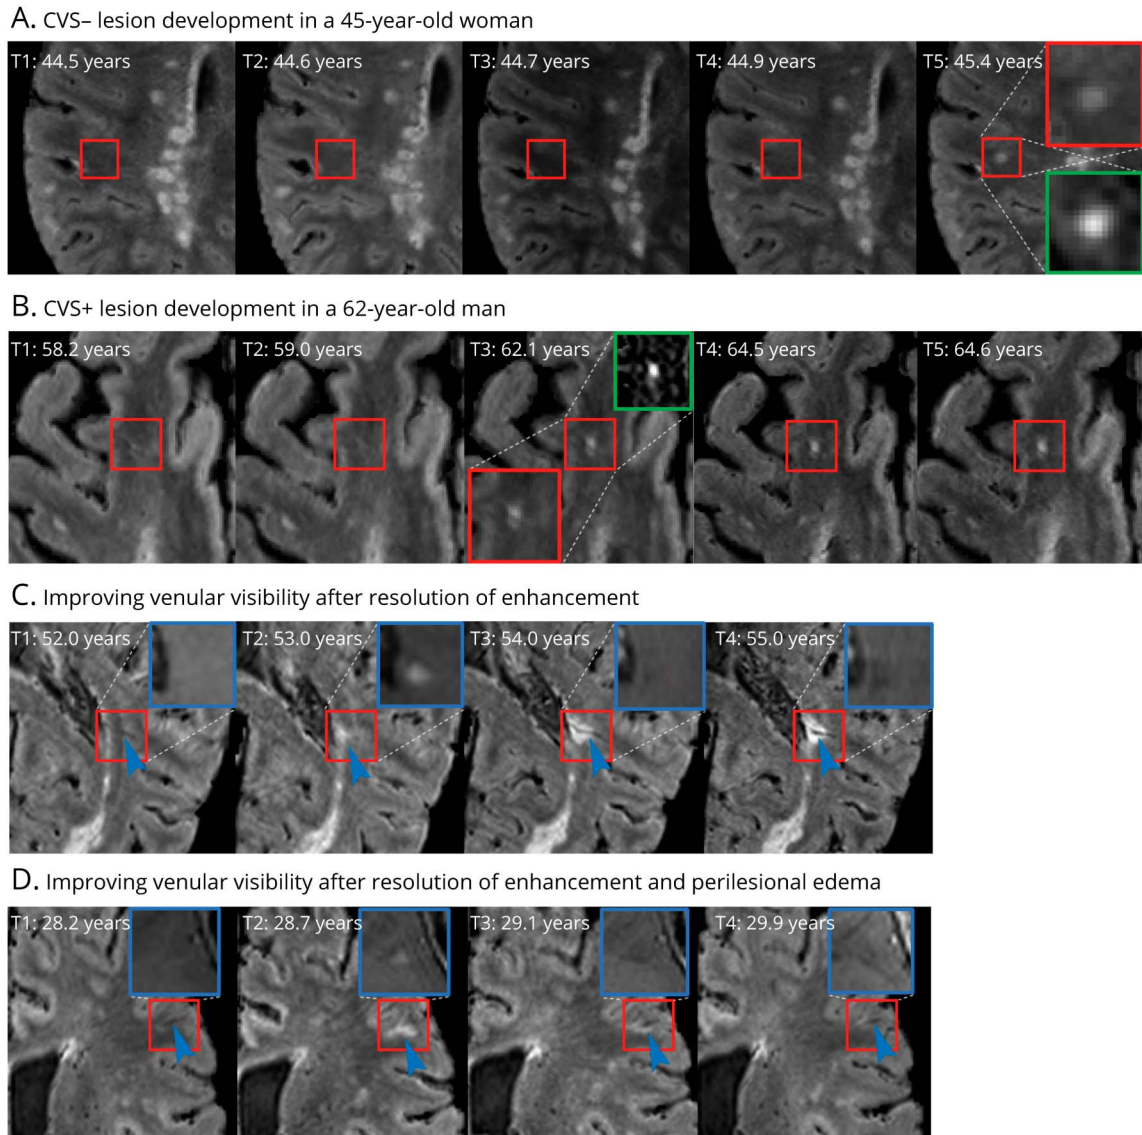 A. CVS– lesion development in a 45-year-old woman
T1: 44.5 years
T2: 44.6 years
T3: 44.7 years
T4: 44.9 years
T5: 45.4 years
B. CVS+ lesion development in a 62-year-old man
T1: 58.2 years
T2: 59.0 years
T3: 62.1 years
T4: 64.5 years
T5: 64.6 years
C. Improving venular visibility after resolution of enhancement
T1: 52.0 years
T2: 53.0 years
T3: 54.0 years
T4: 55.0 years
D. Improving venular visibility after resolution of enhancement and perilesional edema
T1: 28.2 years
T2: 28.7 years
T3: 29.1 years
T4: 29.9 years